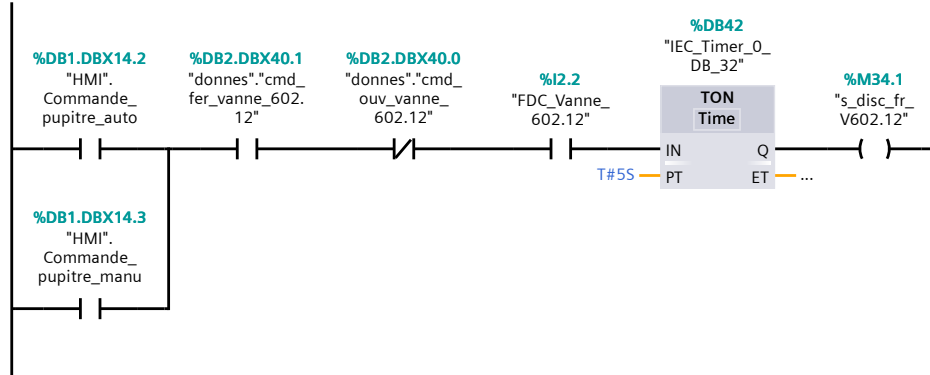 %DB1.DBX14.2
"HMI".
Commande_
pupitre_auto
%DB2.DBX40.1
"donnes"."cmd_
fer_vanne_602.
12"
%DB2.DBX40.0
"donnes"."cmd_
ouv_vanne_
602.12"
%I2.2
"FDC_Vanne_
602.12"
%DB42
"IEC_Timer_0_
DB_32"
TON
Time
IN
Q
T#5S
PT
ET
...
%M34.1
"s_disc_fr_
V602.12"
%DB1.DBX14.3
"HMI".
Commande_
pupitre_manu